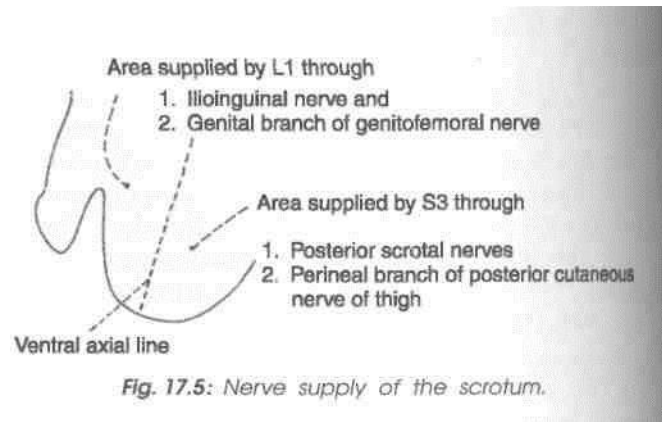 Area supplied by L1 through
1. Ilioinguinal nerve and
2. Genital branch of genitofemoral nerve
Area supplied by S3 through
1. Posterior scrotal nerves
2. Perineal branch of posterior cutaneous
nerve of thigh
Ventral axial line
Fig. 17.5: Nerve supply of the scrotum.